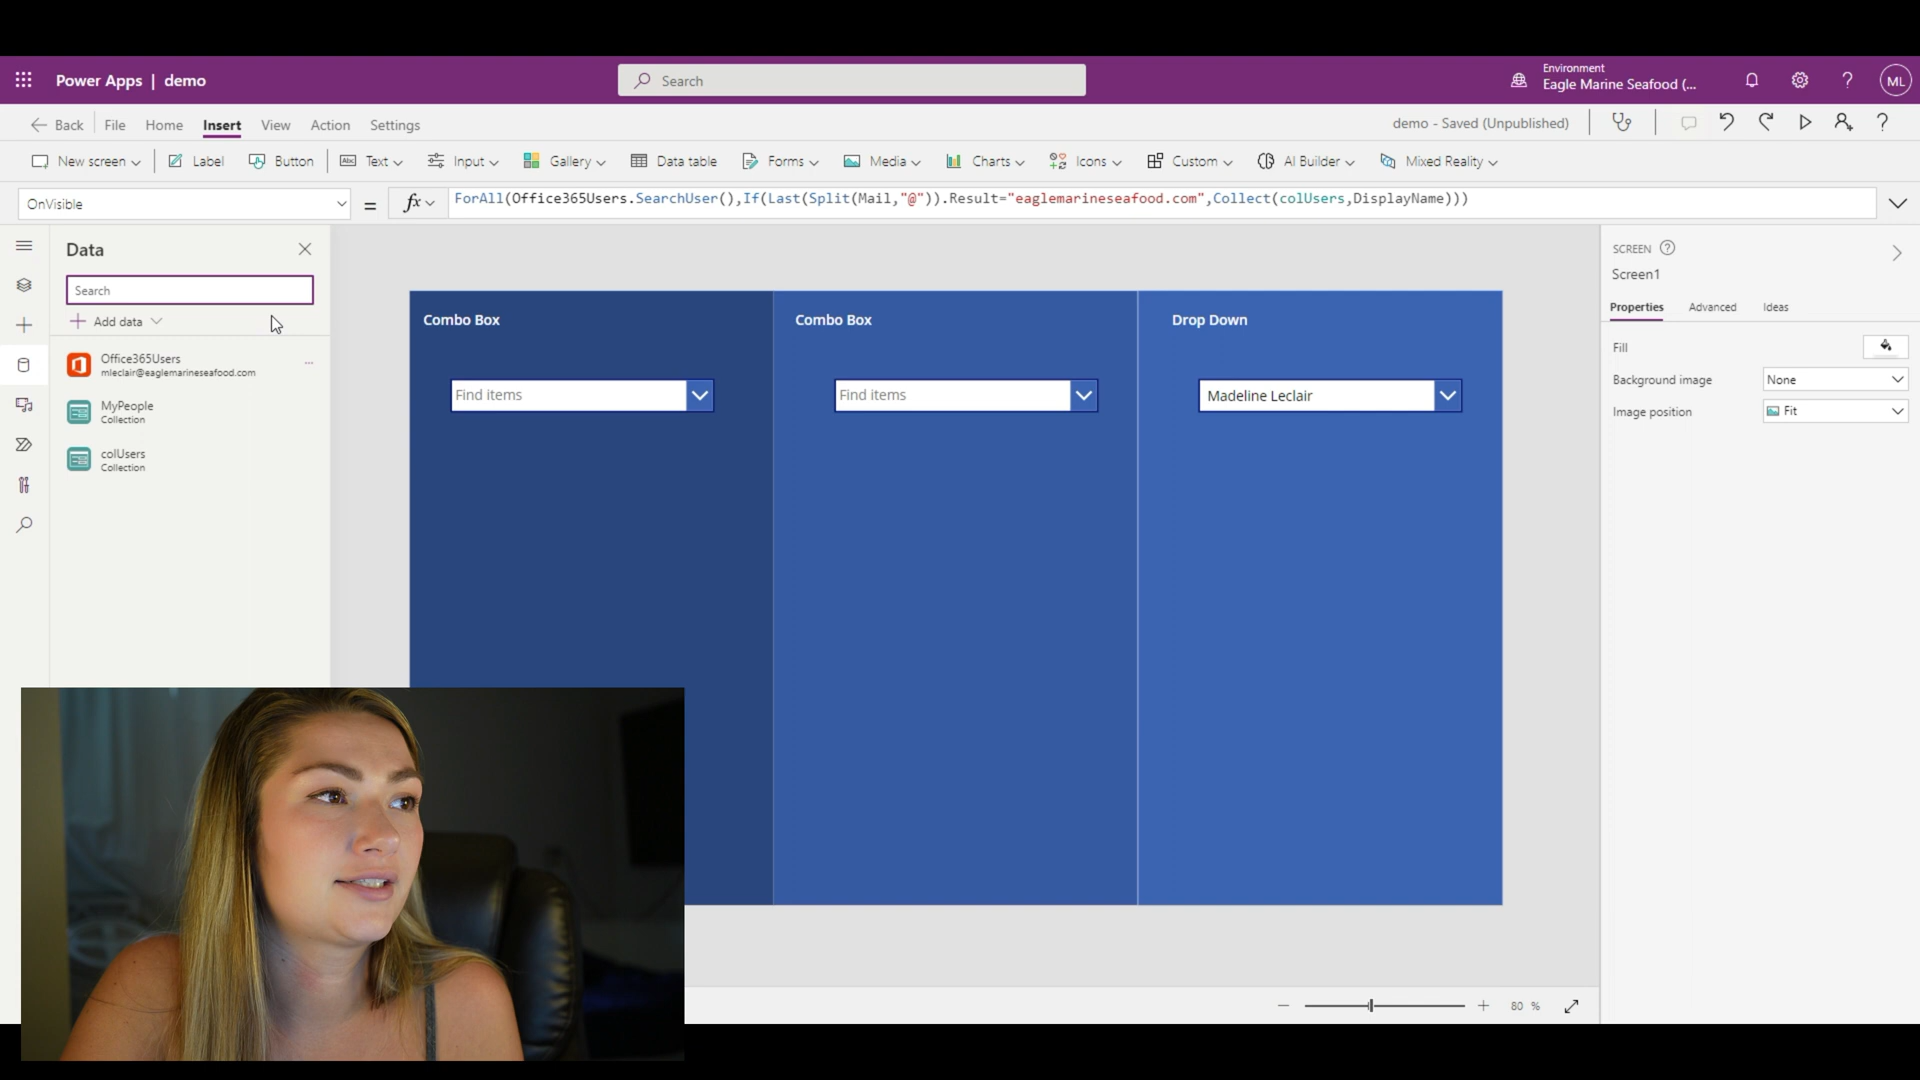 Power Apps | demo
Search
Environment
Eagle Marine Seafood (...
?
ML
Back
File
Home
Insert
View
Action
Settings
demo - Saved (Unpublished)
?
New screen
Label
Button
Abc
Text
Input
Gallery
Data table
Forms
Media
Charts
Icons
Custom
AI Builder
Mixed Reality
OnVisible
=
fx
ForAll(Office365Users.SearchUser(),If(Last(Split(Mail,"@")).Result="eaglemarineseafood.com",Collect(colUsers,DisplayName)))
Data
Search
Add data
Office365Users
mleclair@eaglemarineseafood.com
...
MyPeople
Collection
colUsers
Collection
Combo Box
Find items
Combo Box
Find items
Drop Down
Madeline Leclair
SCREEN
?
Screen1
Properties
Advanced
Ideas
Fill
Background image
None
Image position
Fit
80 %